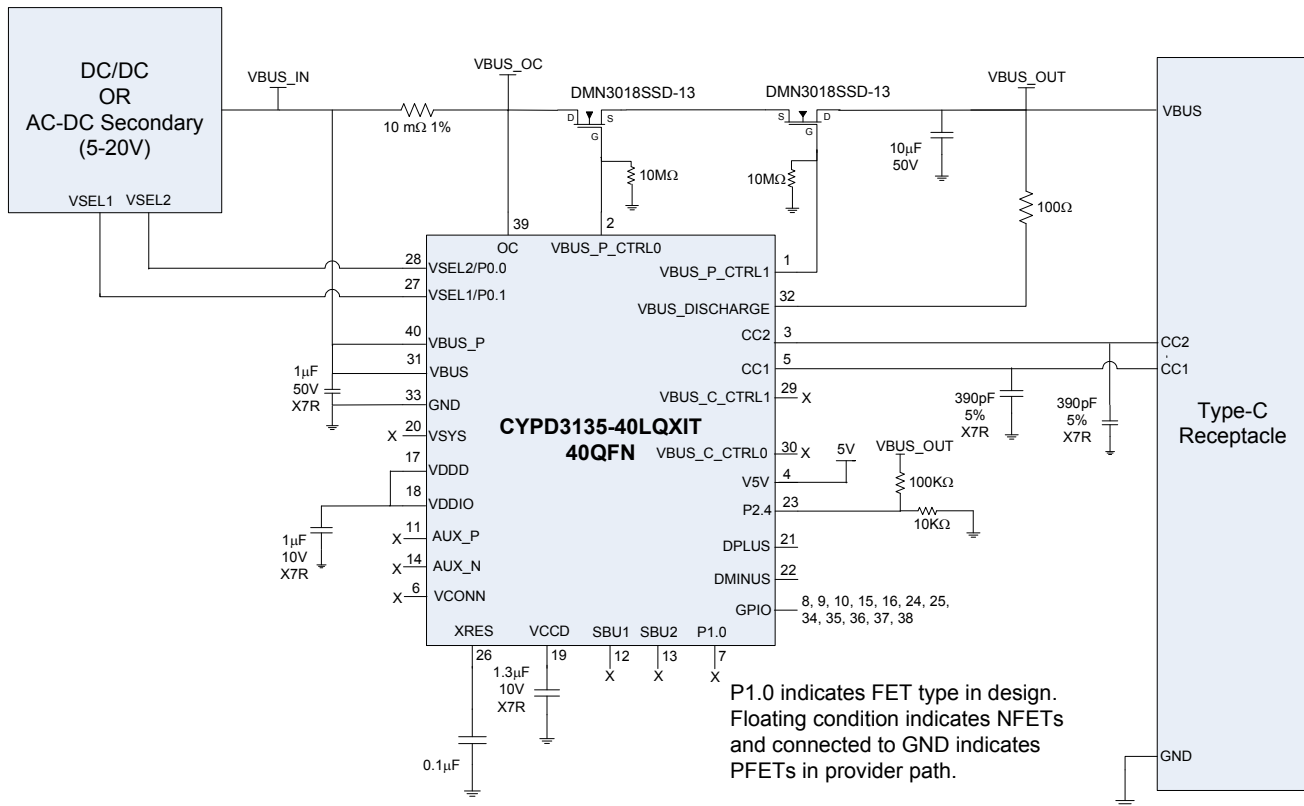 DC/DC
OR
AC-DC Secondary
(5-20V)
VSEL1
VSEL2
VBUS_IN
10 mΩ 1%
VBUS_OC
DMN3018SSD-13
D
S
G
10MΩ
DMN3018SSD-13
S
D
G
10MΩ
VBUS_OUT
10µF
50V
100Ω
VBUS
39
OC
2
VBUS_P_CTRL0
28
VSEL2/P0.0
27
VSEL1/P0.1
40
VBUS_P
31
VBUS
33
GND
1µF
50V
X7R
X
20
VSYS
17
VDDD
18
VDDIO
1µF
10V
X7R
X
11
AUX_P
X
14
AUX_N
X
6
VCONN
CYPD3135-40LQXIT
40QFN
1
VBUS_P_CTRL1
32
VBUS_DISCHARGE
3
CC2
5
CC1
29
VBUS_C_CTRL1
X
30
VBUS_C_CTRL0
X
4
V5V
5V
23
P2.4
VBUS_OUT
100KΩ
10KΩ
21
DPLUS
22
DMINUS
GPIO
8, 9, 10, 15, 16, 24, 25,
34, 35, 36, 37, 38
390pF
5%
X7R
390pF
5%
X7R
CC2
CC1
Type-C
Receptacle
GND
XRES
26
0.1µF
VCCD
19
1.3µF
10V
X7R
SBU1
12
X
SBU2
13
X
P1.0
7
X
P1.0 indicates FET type in design.
Floating condition indicates NFETs
and connected to GND indicates
PFETs in provider path.